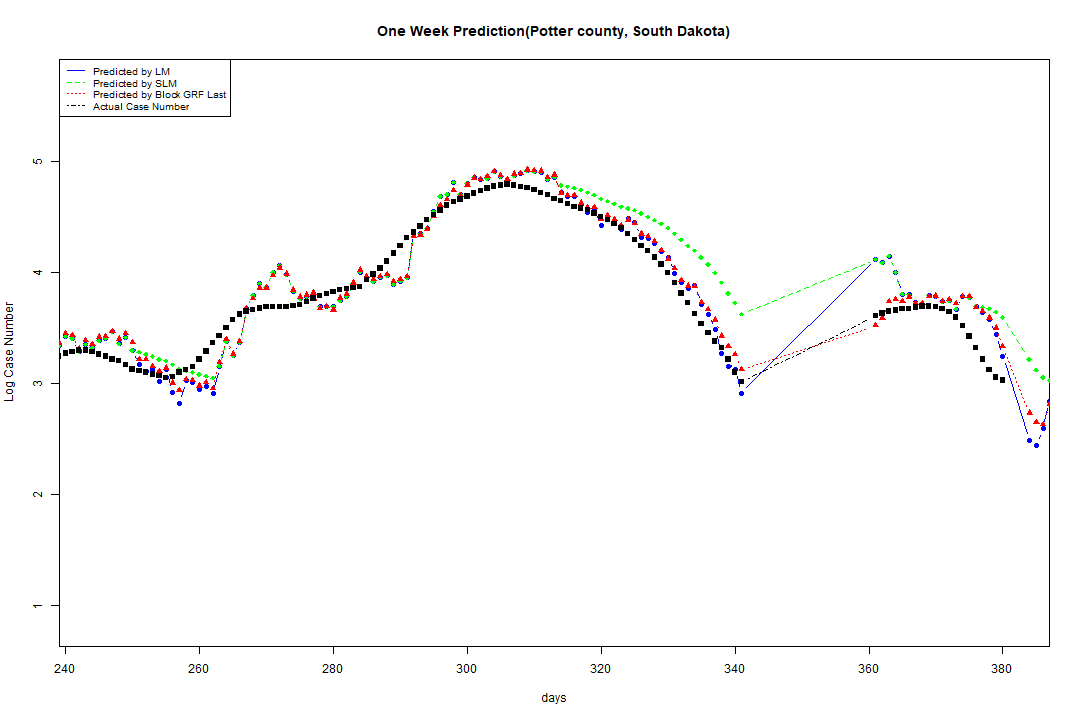 One Week Prediction(Potter county, South Dakota)
Predicted by LM
Predicted by SLM
Predicted by Block GRF Last
Actual Case Number
Log Case Number
5
4
3
2
1
240 260 280 300 320 340 360 380
days